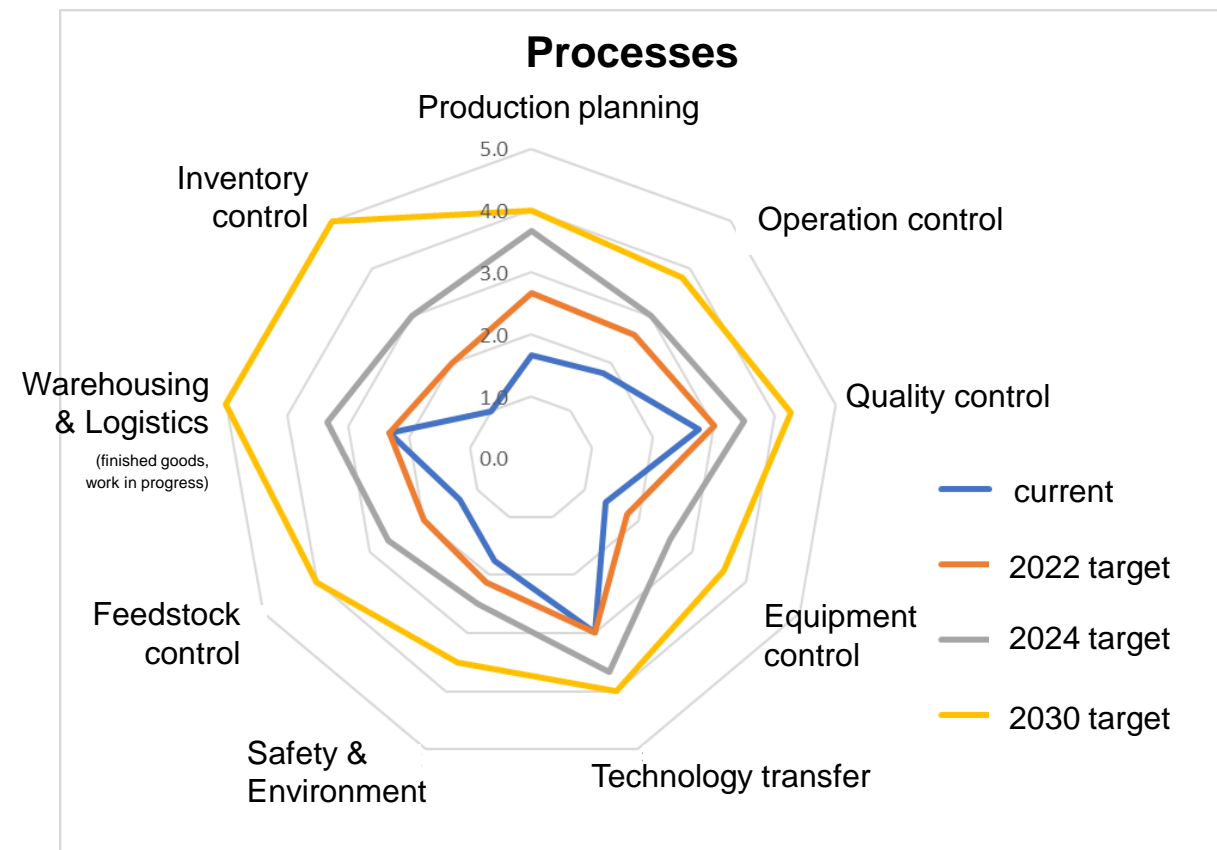 Processes
Production planning
5.0
4.0
3.0
2.0
1.0
0.0
Operation control
Quality control
Equipment
control
Technology transfer
Safety &
Environment
Feedstock
control
Warehousing
& Logistics
(finished goods,
work in progress)
Inventory
control
current
2022 target
2024 target
2030 target